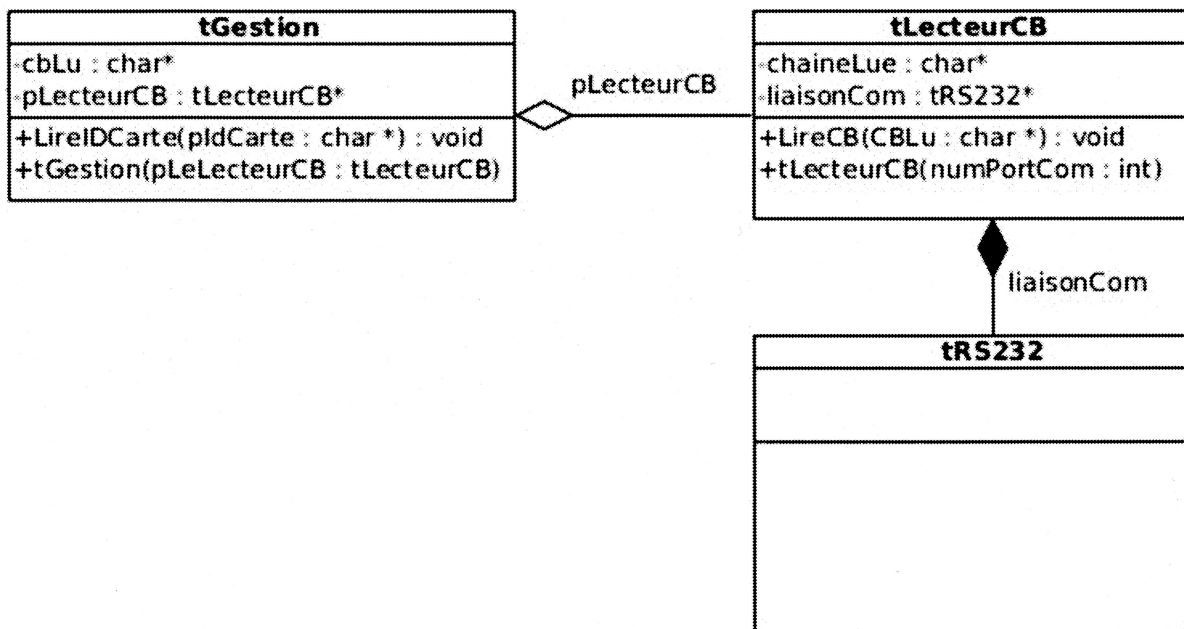 tGestion
-cbLu : char*
-pLecteurCB : tLecteurCB*
+LireIDCarte(pIdCarte : char *) : void
+tGestion(pLeLecteurCB : tLecteurCB)
pLecteurCB
tLecteurCB
-chaineLue : char*
-liaisonCom : tRS232*
+LireCB(CBLu : char *) : void
+tLecteurCB(numPortCom : int)
liaisonCom
tRS232